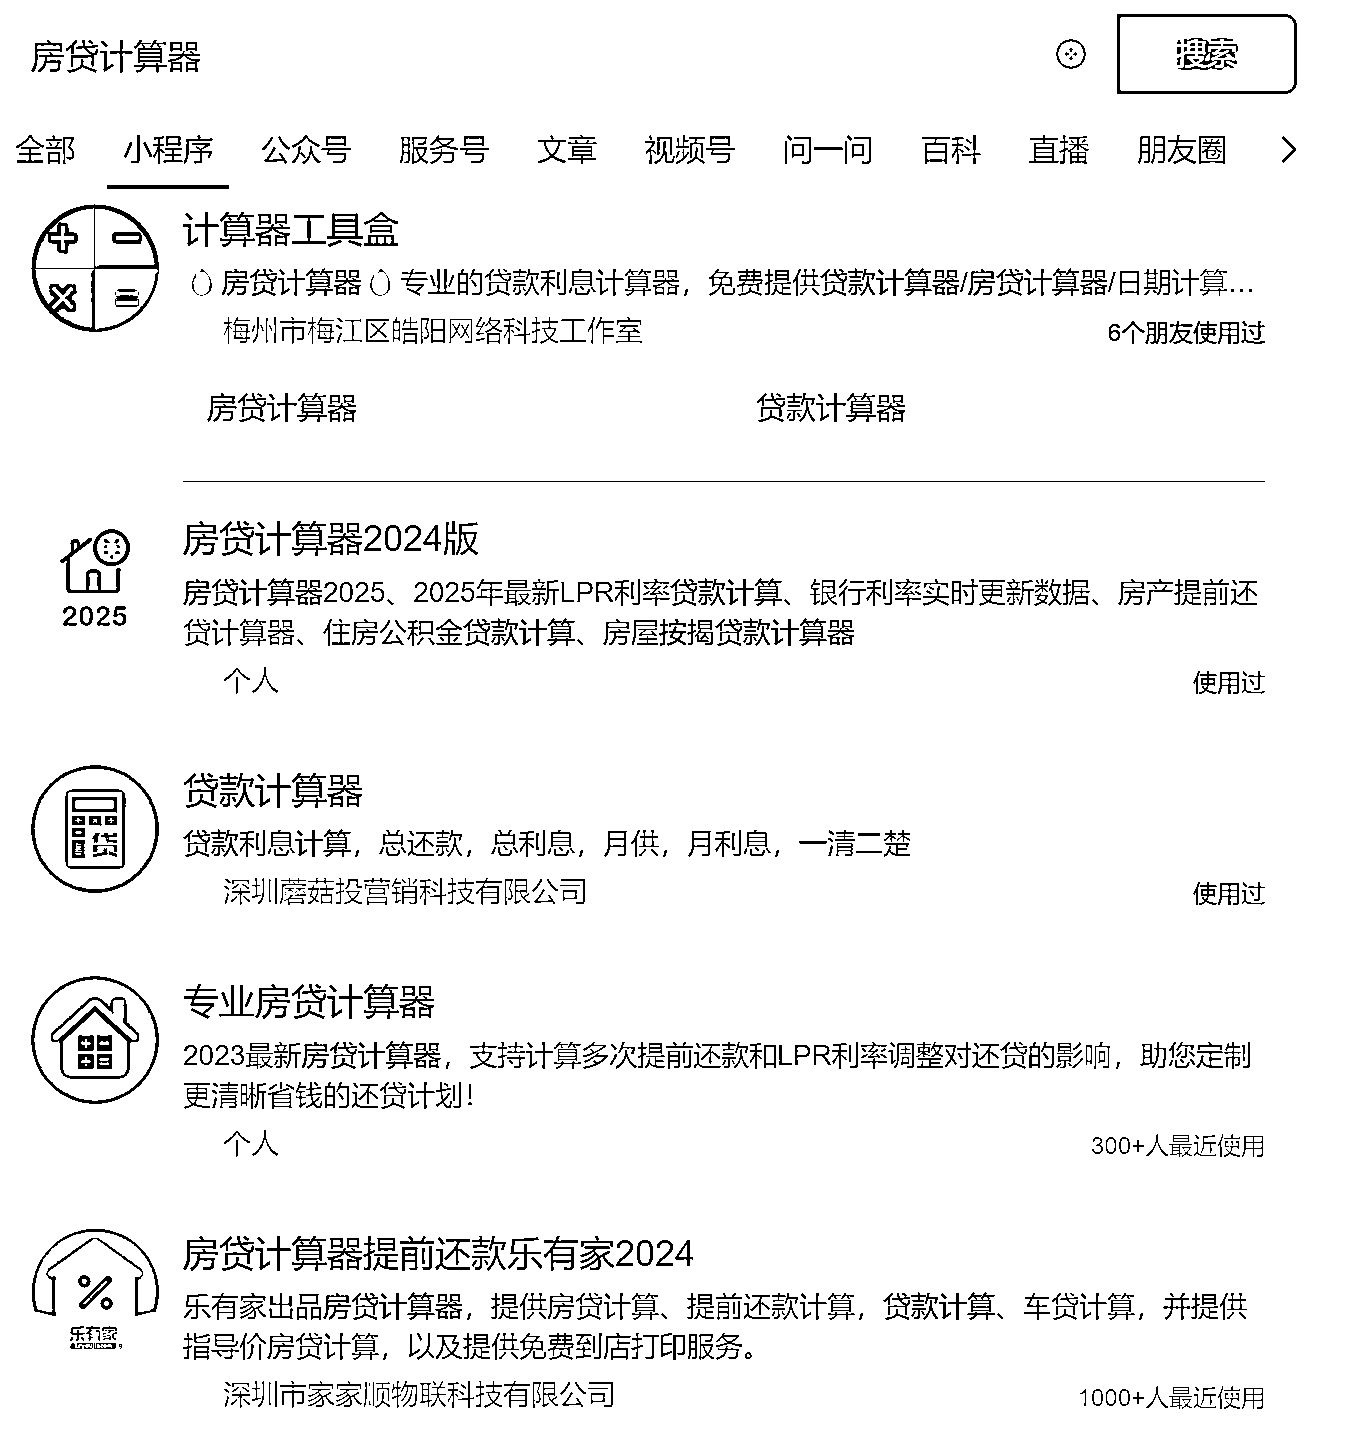 房贷计算器
搜索
全部 小程序 公众号 服务号 文章 视频号 问一问 百科 直播 朋友圈
计算器工具盒
房贷计算器 专业的贷款利息计算器，免费提供贷款计算器/房贷计算器/日期计算...
梅州市梅江区皓阳网络科技工作室 6个朋友使用过
房贷计算器 贷款计算器
房贷计算器2024版
房贷计算器2025、2025年最新LPR利率贷款计算、银行利率实时更新数据、房产提前还
2025
贷计算器、住房公积金贷款计算、房屋按揭贷款计算器
个人 使用过
贷款计算器
贷
贷款利息计算，总还款，总利息，月供，月利息，一清二楚
深圳蘑菇投营销科技有限公司 使用过
专业房贷计算器
2023最新房贷计算器，支持计算多次提前还款和LPR利率调整对还贷的影响，助您定制
更清晰省钱的还贷计划！
个人 300+人最近使用
房贷计算器提前还款乐有家2024
乐有家出品房贷计算器，提供房贷计算、提前还款计算，贷款计算、车贷计算，并提供
乐有家
指导价房贷计算，以及提供免费到店打印服务。
深圳市家家顺物联科技有限公司 1000+人最近使用